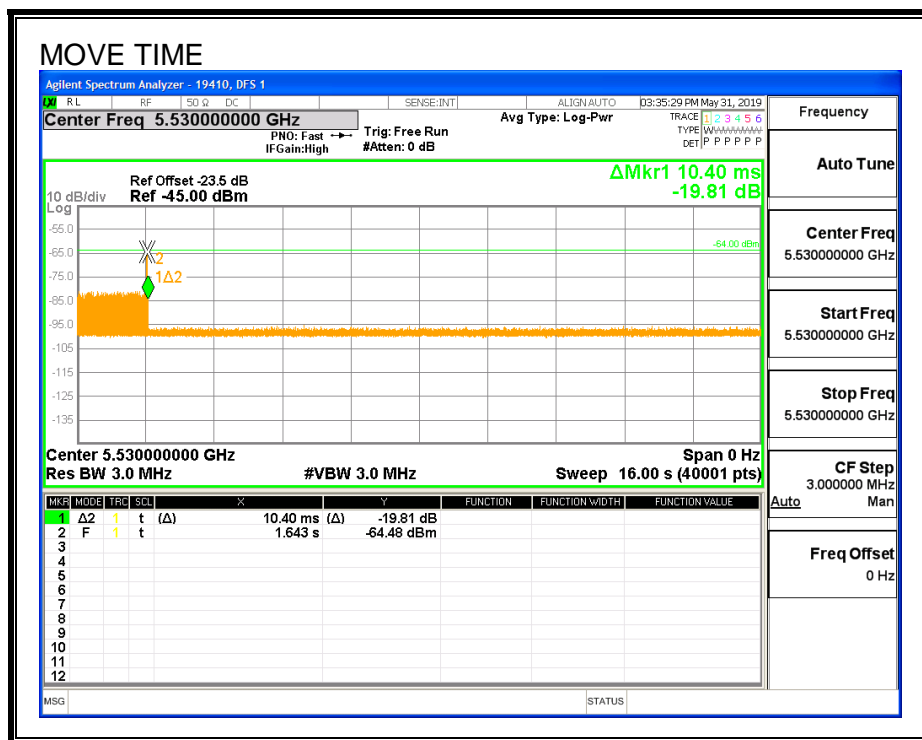 MOVE TIME
Agilent Spectrum Analyzer - 19410, DFS 1
LXI RL RF 50 Ω DC SENSE:INT ALIGN AUTO 03:35:29 PM May 31, 2019
Center Freq 5.530000000 GHz
PNO: Fast
IFGain:High
Trig: Free Run
#Atten: 0 dB
Avg Type: Log-Pwr
TRACE 1 2 3 4 5 6
TYPE
DET P P P P P P
Ref Offset -23.5 dB
10 dB/div Ref -45.00 dBm
Log
ΔMkr1 10.40 ms
-19.81 dB
-55.0
-65.0
-75.0
-85.0
-95.0
-105
-115
-125
-135
-64.00 dBm
2
1Δ2
Center 5.530000000 GHz Span 0 Hz
Res BW 3.0 MHz #VBW 3.0 MHz Sweep 16.00 s (40001 pts)
MKR MODE TRC SCL X Y FUNCTION FUNCTION WIDTH FUNCTION VALUE
1 Δ2 1 t (Δ) 10.40 ms (Δ) -19.81 dB
2 F 1 t 1.643 s -64.48 dBm
3
4
5
6
7
8
9
10
11
12
MSG STATUS
Frequency
Auto Tune
Center Freq
5.530000000 GHz
Start Freq
5.530000000 GHz
Stop Freq
5.530000000 GHz
CF Step
3.000000 MHz
Auto Man
Freq Offset
0 Hz